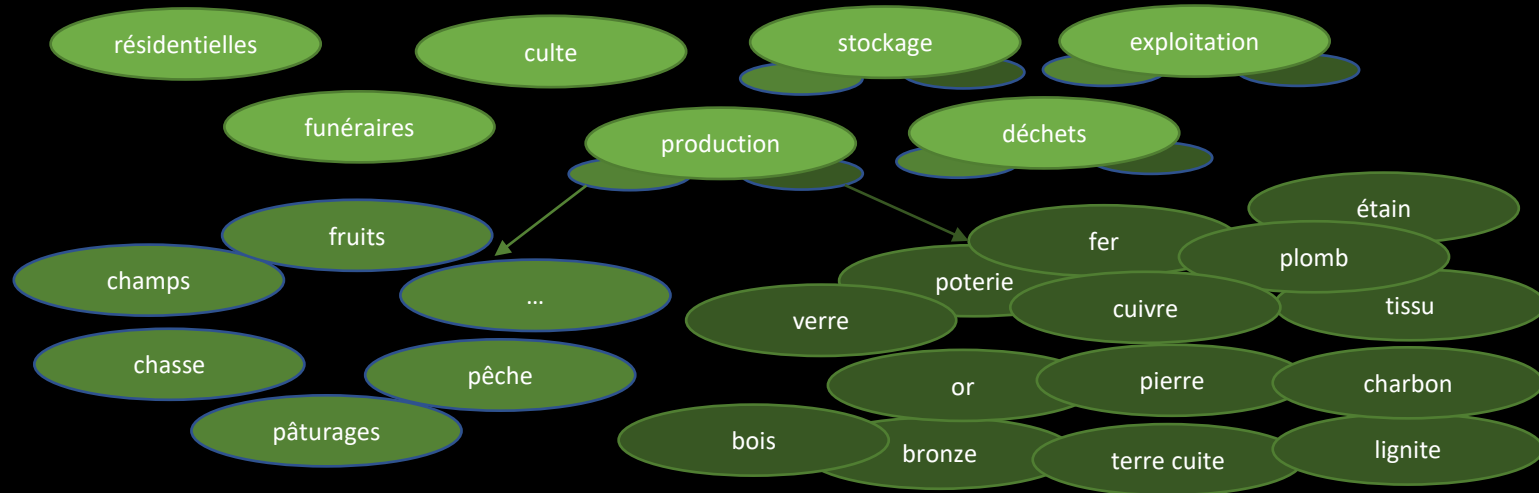 résidentielles
culte
stockage
exploitation
funéraires
production
déchets
fruits
champs
...
chasse
pêche
pâturages
étain
fer
plomb
poterie
cuivre
tissu
verre
or
pierre
charbon
bois
bronze
terre cuite
lignite